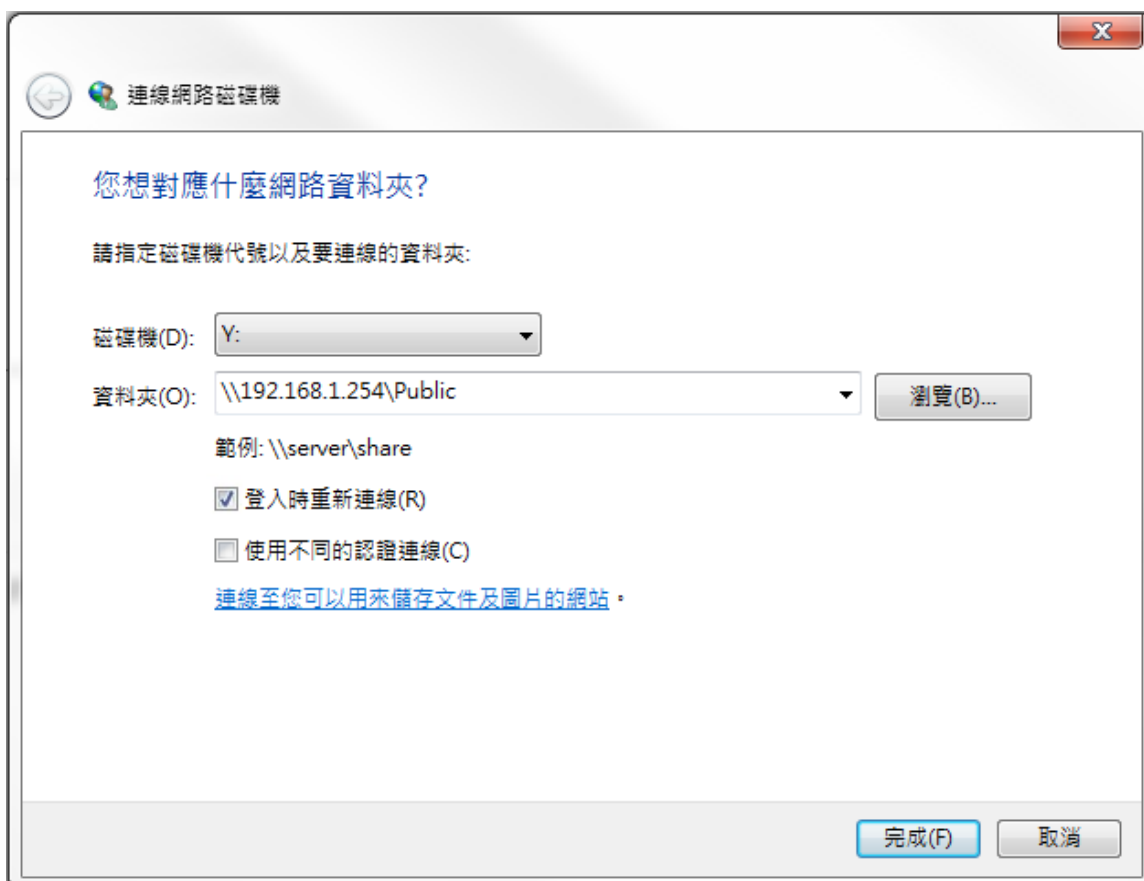 連線網路磁碟機
您想對應什麼網路資料夾?
請指定磁碟機代號以及要連線的資料夾:
磁碟機(D): Y:
資料夾(O): \\192.168.1.254\Public 瀏覽(B)...
範例: \\server\share
登入時重新連線(R)
使用不同的認證連線(C)
連線至您可以用來儲存文件及圖片的網站。
完成(F) 取消